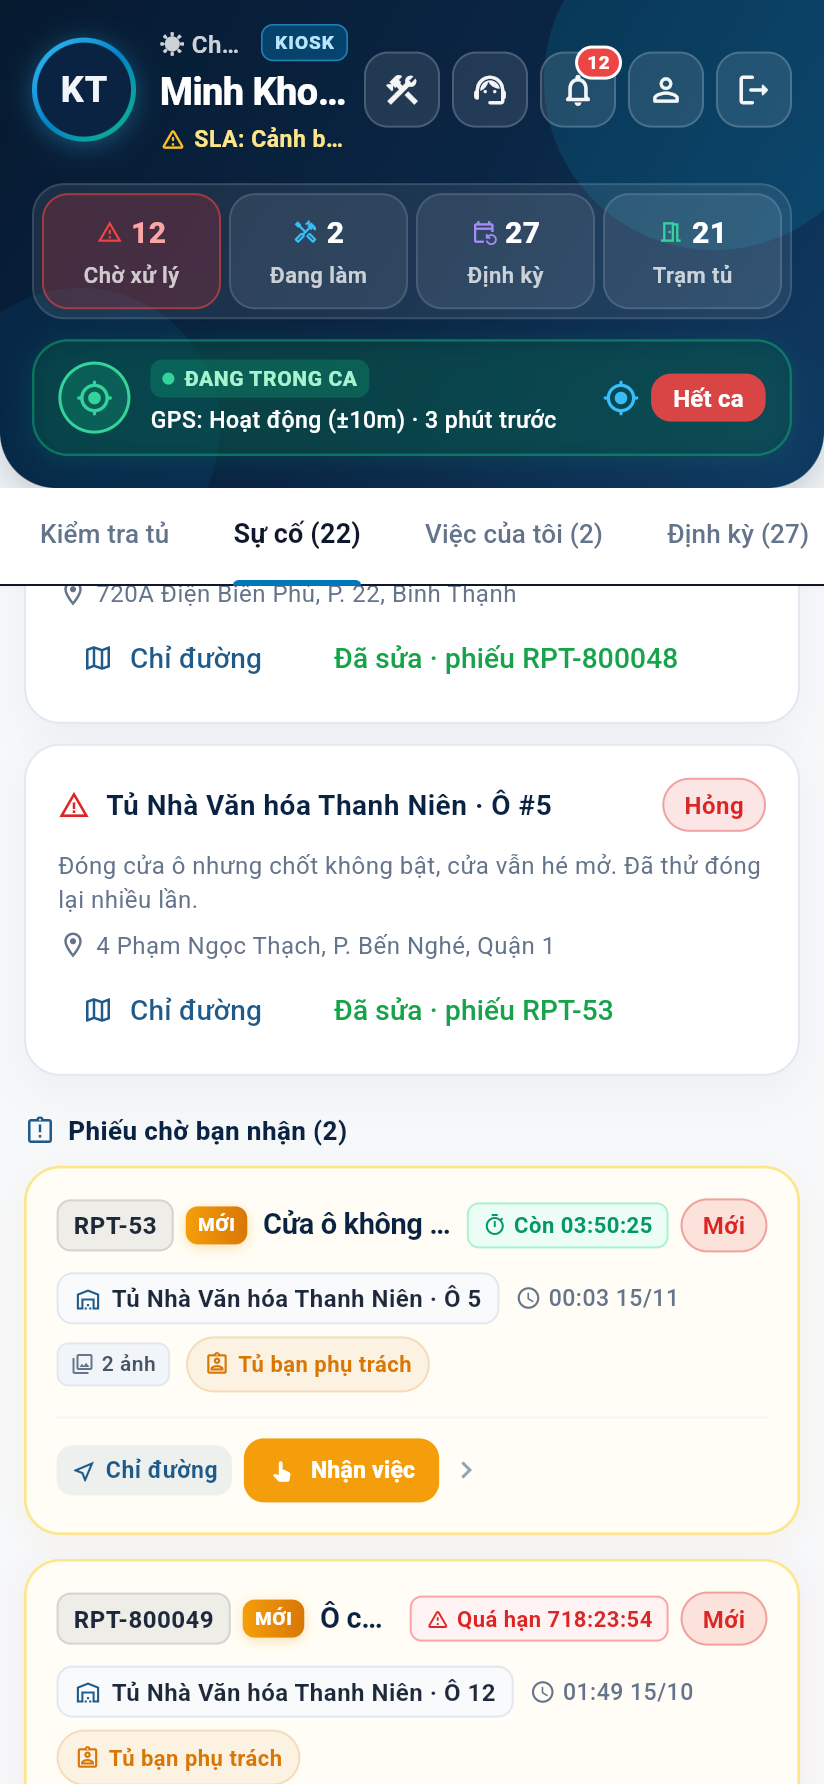 KT
Ch...
KIOSK
Minh Kho...
SLA: Cảnh b...
12
12
Chờ xử lý
2
Đang làm
27
Định kỳ
21
Trạm tủ
ĐANG TRONG CA
GPS: Hoạt động (±10m) · 3 phút trước
Hết ca
Kiểm tra tủ
Sự cố (22)
Việc của tôi (2)
Định kỳ (27)
720A Điện Biên Phủ, P. 22, Bình Thạnh
Chỉ đường
Đã sửa · phiếu RPT-800048
Tủ Nhà Văn hóa Thanh Niên · Ô #5
Hỏng
Đóng cửa ô nhưng chốt không bật, cửa vẫn hé mở. Đã thử đóng
lại nhiều lần.
4 Phạm Ngọc Thạch, P. Bến Nghé, Quận 1
Chỉ đường
Đã sửa · phiếu RPT-53
Phiếu chờ bạn nhận (2)
RPT-53
MỚI
Cửa ô không ...
Còn 03:50:25
Mới
Tủ Nhà Văn hóa Thanh Niên · Ô 5
00:03 15/11
2 ảnh
Tủ bạn phụ trách
Chỉ đường
Nhận việc
RPT-800049
MỚI
Ô c...
Quá hạn 718:23:54
Mới
Tủ Nhà Văn hóa Thanh Niên · Ô 12
01:49 15/10
Tủ bạn phụ trách